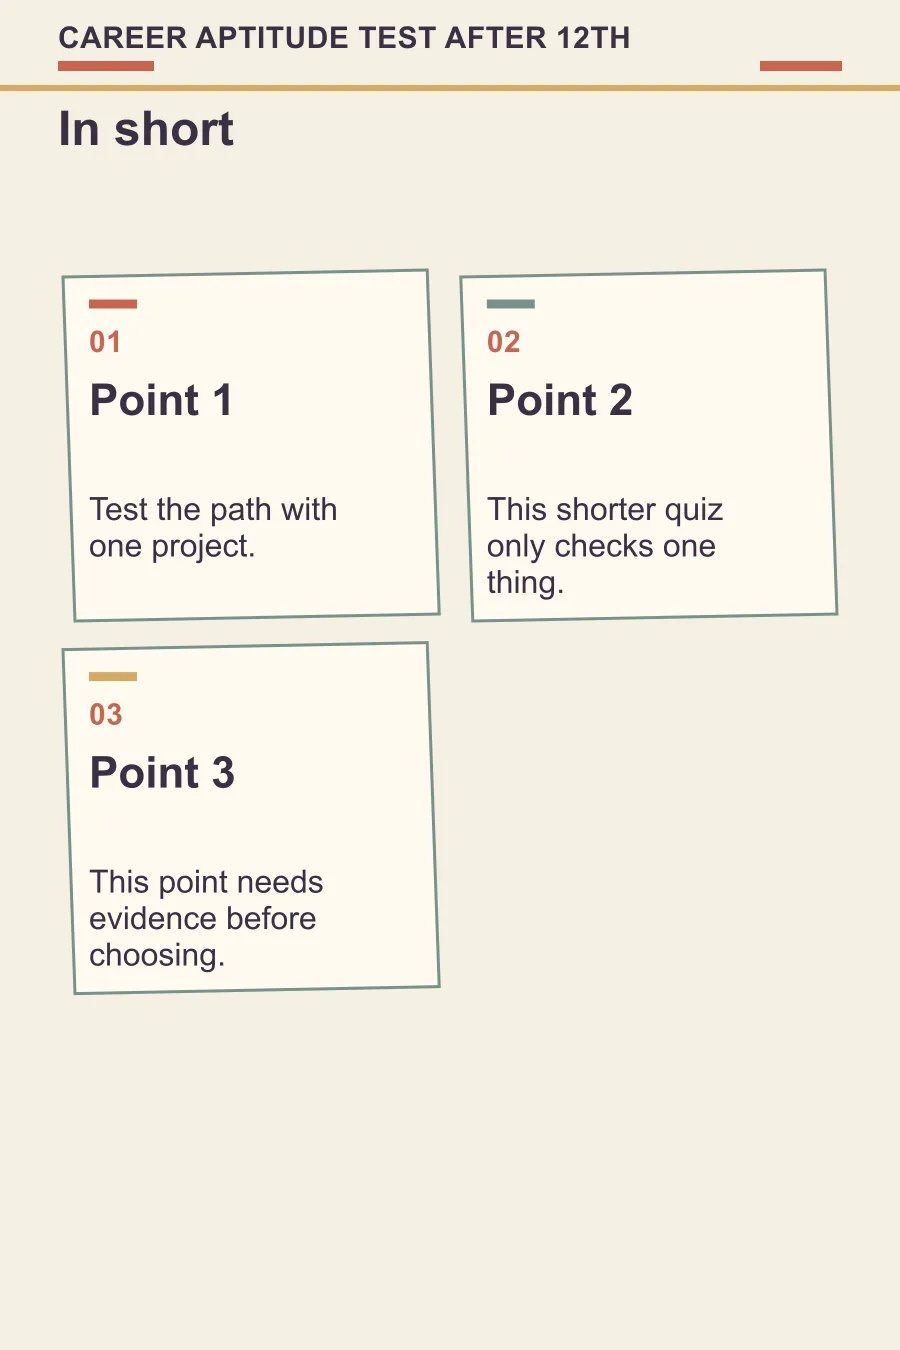 CAREER APTITUDE TEST AFTER 12TH
In short
01
Point 1
Test the path with
one project.
02
Point 2
This shorter quiz
only checks one
thing.
03
Point 3
This point needs
evidence before
choosing.